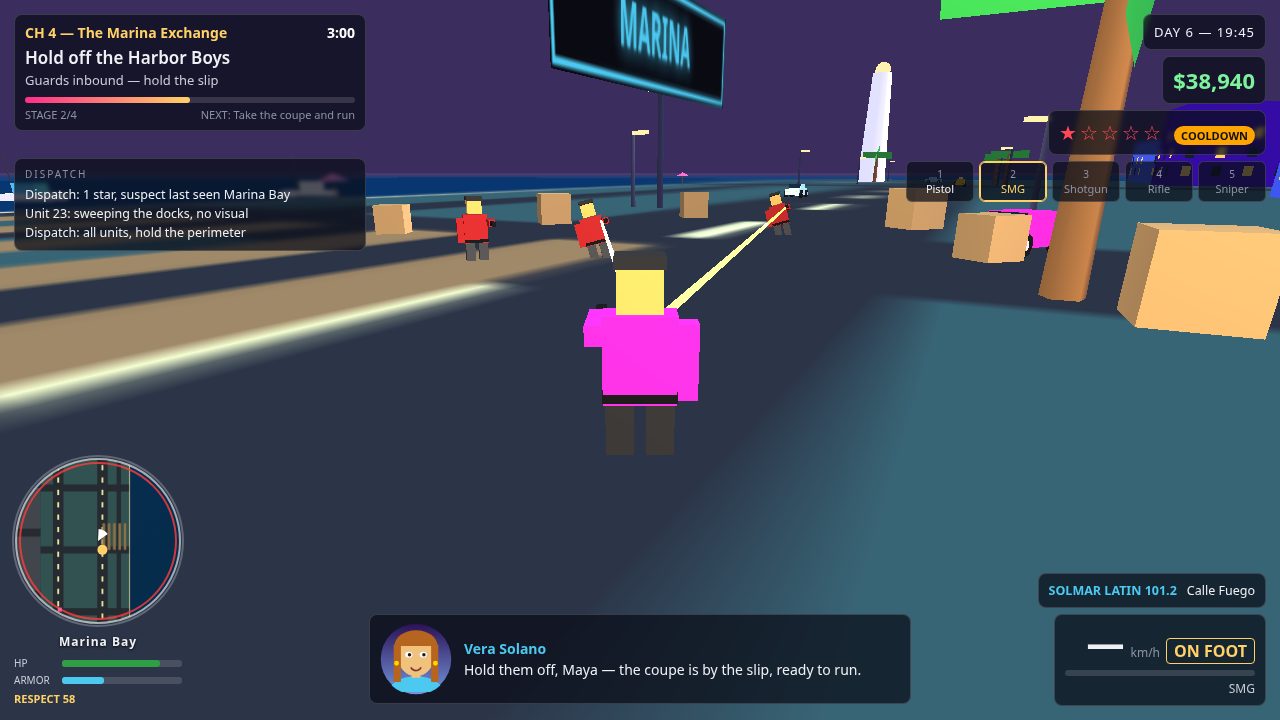 CH 4 — The Marina Exchange 3:00
Hold off the Harbor Boys
Guards inbound — hold the slip
STAGE 2/4 NEXT: Take the coupe and run
DISPATCH
Dispatch: 1 star, suspect last seen Marina Bay
Unit 23: sweeping the docks, no visual
Dispatch: all units, hold the perimeter
MARINA
DAY 6 — 19:45
$38,940
COOLDOWN
1 2 3 4 5
Pistol SMG Shotgun Rifle Sniper
Marina Bay
HP
ARMOR
RESPECT 58
Vera Solano
Hold them off, Maya — the coupe is by the slip, ready to run.
SOLMAR LATIN 101.2 Calle Fuego
— km/h ON FOOT
SMG